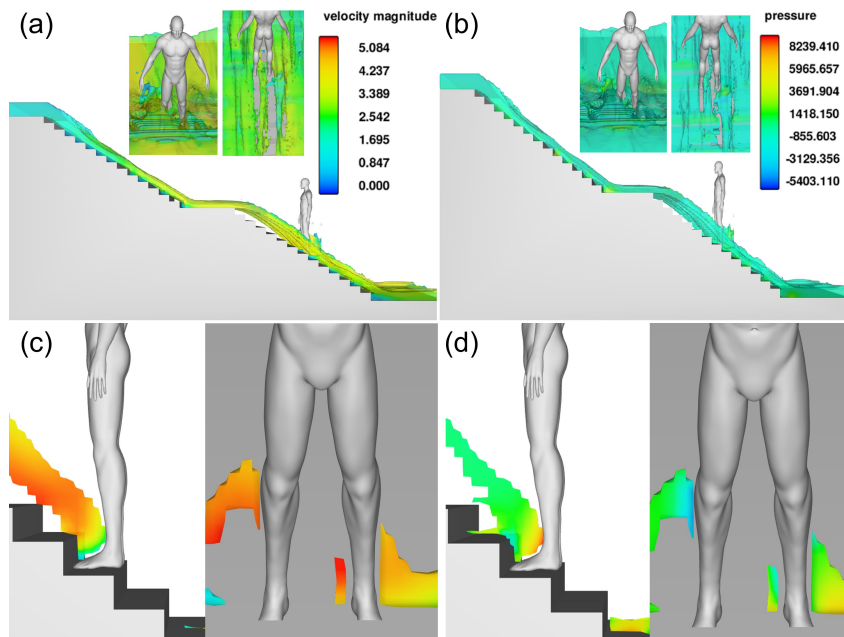 (a)
velocity magnitude
5.084
4.237
3.389
2.542
1.695
0.847
0.000
(b)
pressure
8239.410
5965.657
3691.904
1418.150
-855.603
-3129.356
-5403.110
(c)
(d)